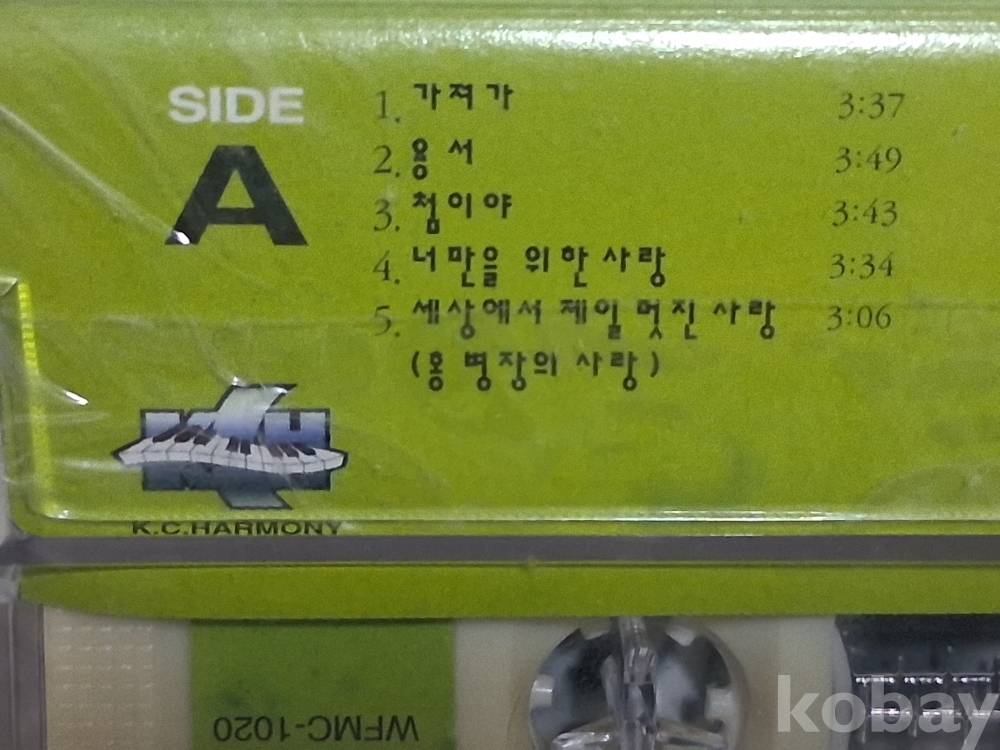 SIDE
A
1. 가져가 3:37
2. 용서 3:49
3. 첨이야 3:43
4. 너만을 위한 사랑 3:34
5. 세상에서 제일 멋진 사랑 3:06
(홍병장의 사랑)
K.C.HARMONY
WFMC-1020
kobay